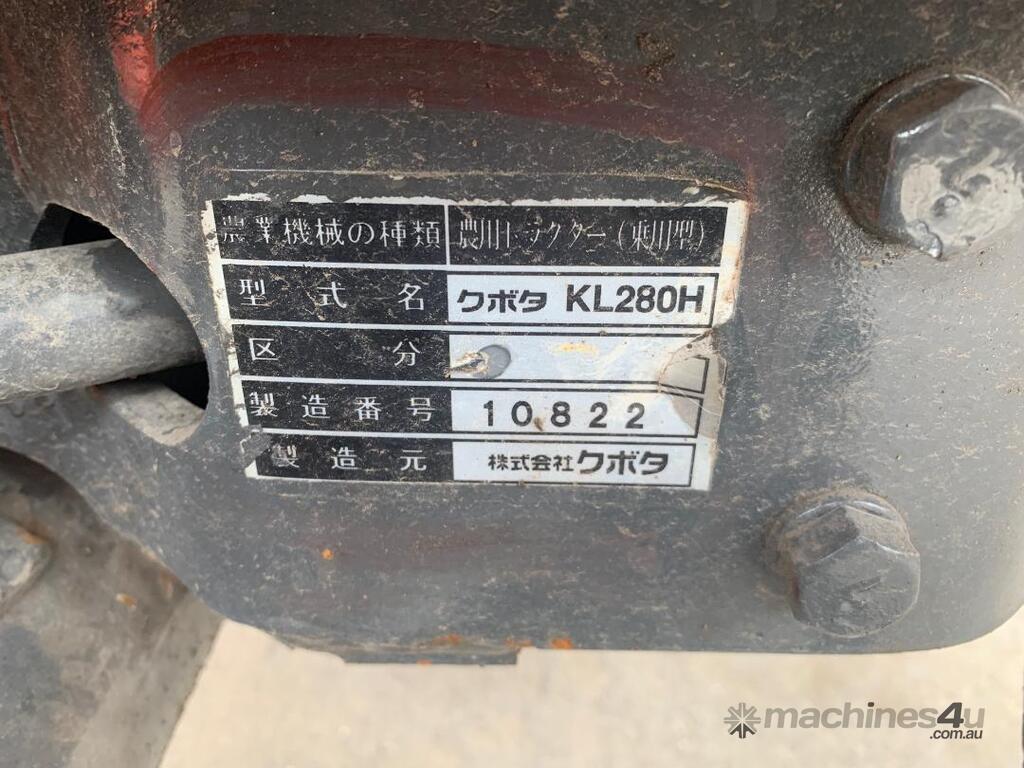 農業機械の種類 農用トラクター(乗用型)
型式名 クボタ KL280H
区分
製造番号 10822
製造元 株式会社クボタ
machines4u
.com.au